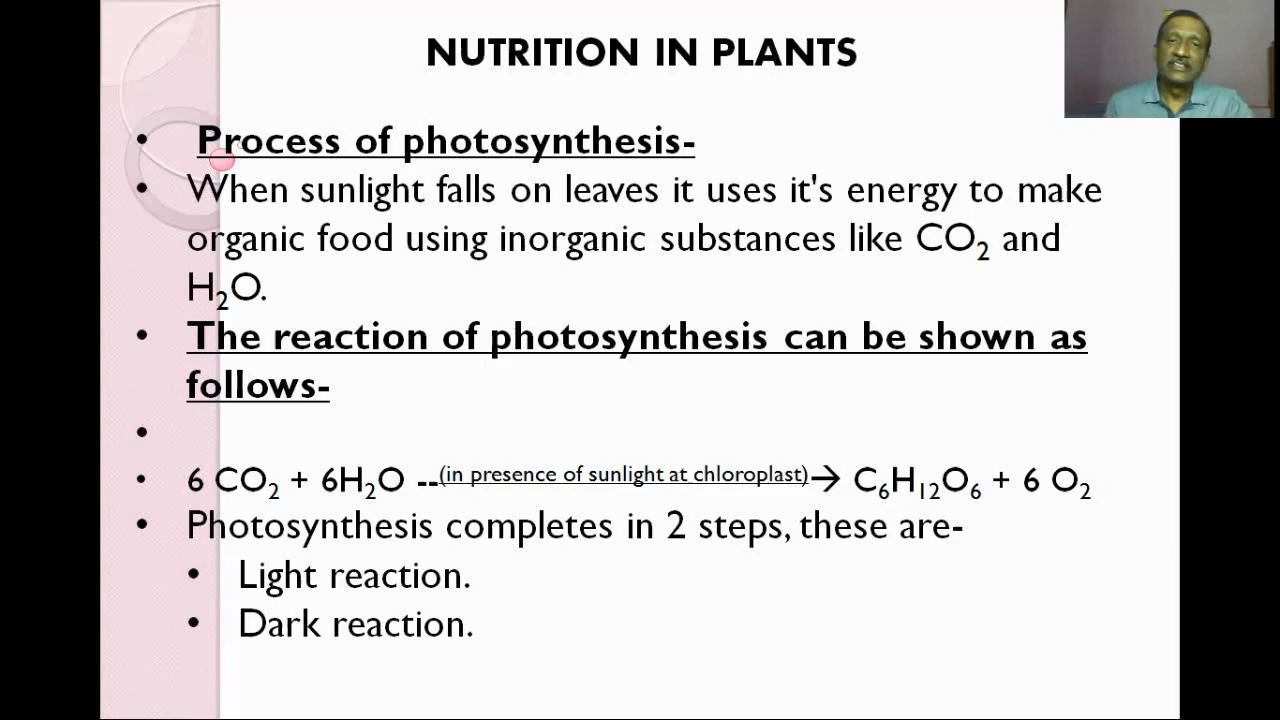 NUTRITION IN PLANTS
• Process of photosynthesis-
• When sunlight falls on leaves it uses it's energy to make
organic food using inorganic substances like CO₂ and
H₂O.
• The reaction of photosynthesis can be shown as
follows-
•
• 6 CO₂ + 6H₂O --(in presence of sunlight at chloroplast)→ C₆H₁₂O₆ + 6 O₂
• Photosynthesis completes in 2 steps, these are-
• Light reaction.
• Dark reaction.